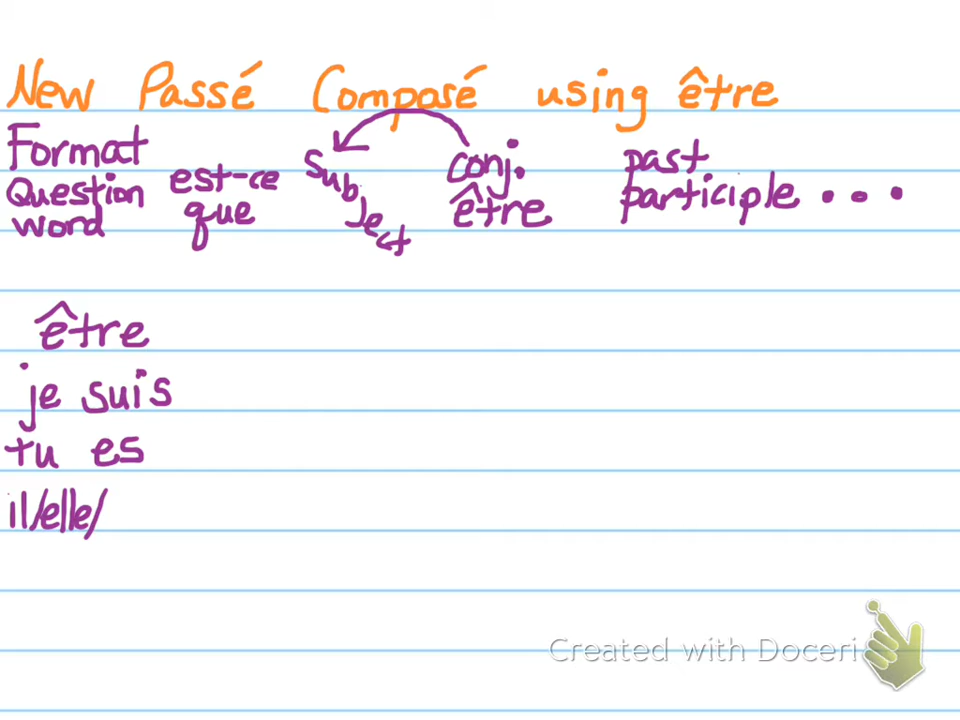 New Passé Composé using être
Format
Question word est-ce que subject conj. être past participle...
être
je suis
tu es
il/elle/
Created with Doceri